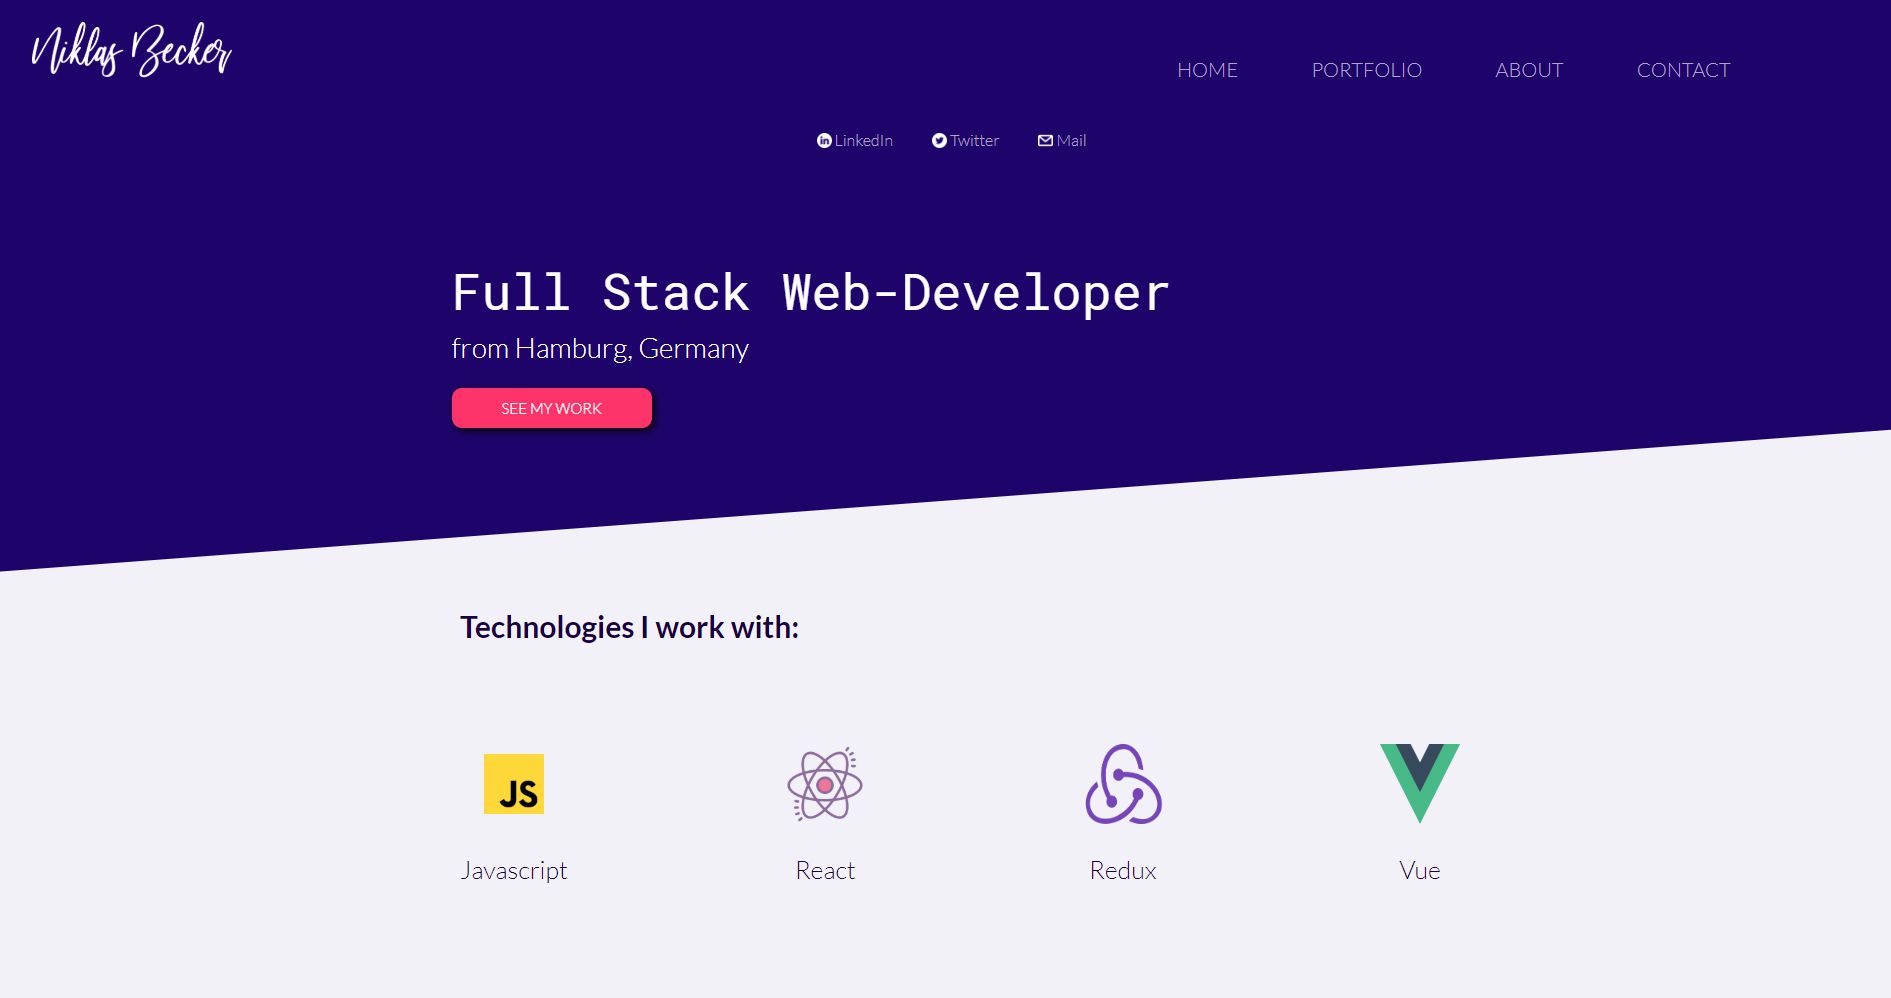 Niklas Becker
HOME PORTFOLIO ABOUT CONTACT
LinkedIn Twitter Mail
Full Stack Web-Developer
from Hamburg, Germany
SEE MY WORK
Technologies I work with:
JS
Javascript React Redux Vue